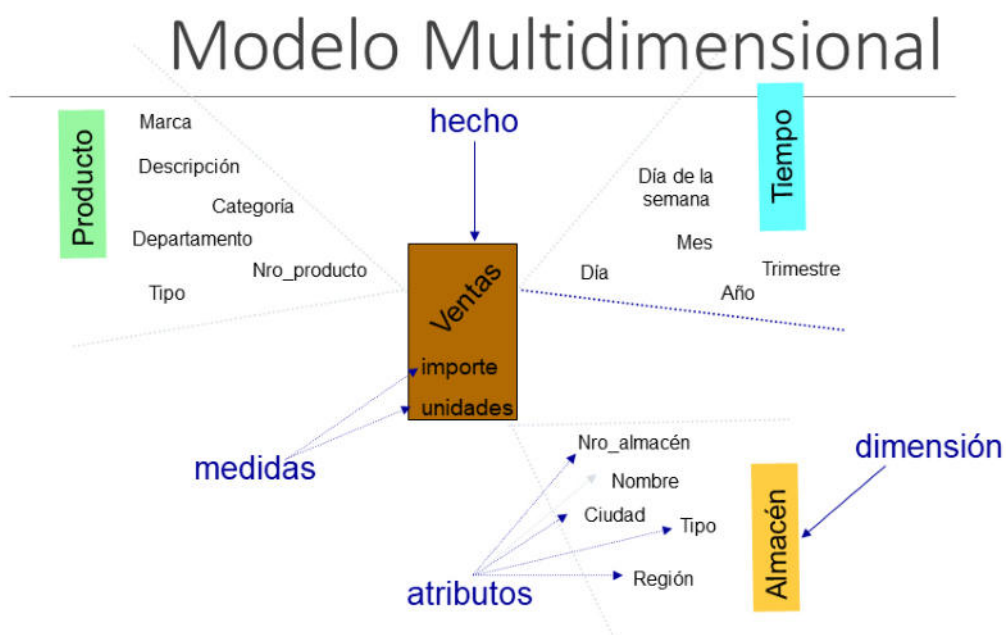 Modelo Multidimensional
Producto
Marca
Descripción
Categoría
Departamento
Nro_producto
Tipo
hecho
Ventas
importe
unidades
medidas
Tiempo
Día de la
semana
Mes
Día
Trimestre
Año
Nro_almacén
Nombre
Ciudad
Tipo
Región
atributos
Almacén
dimensión